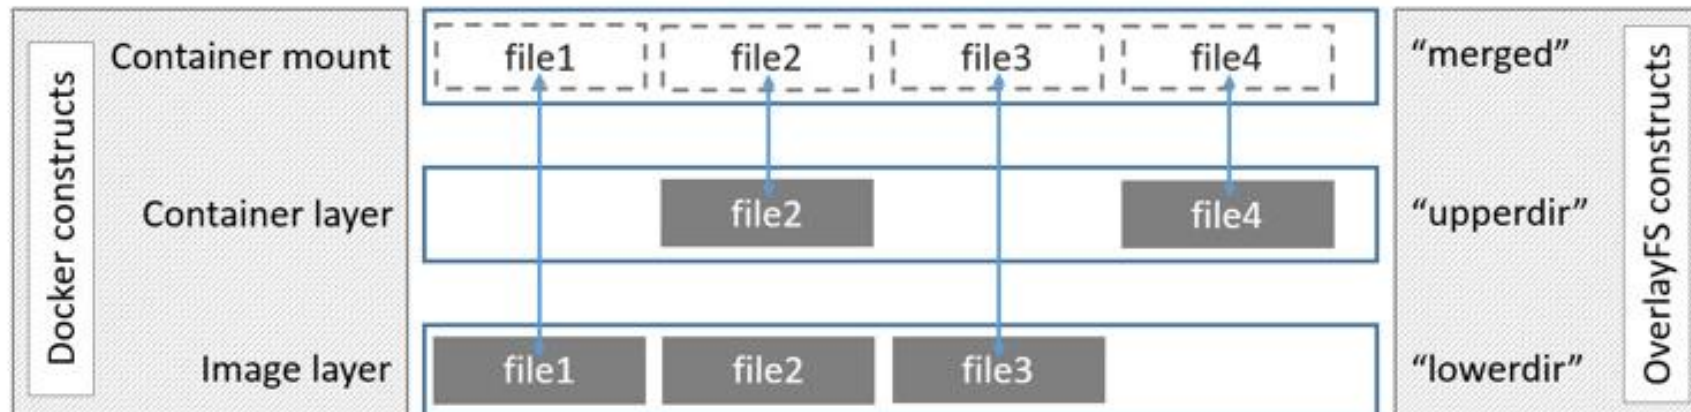 Docker constructs
Container mount
file1 file2 file3 file4
“merged”
Container layer
file2 file4
“upperdir”
Image layer
file1 file2 file3
“lowerdir”
OverlayFS constructs